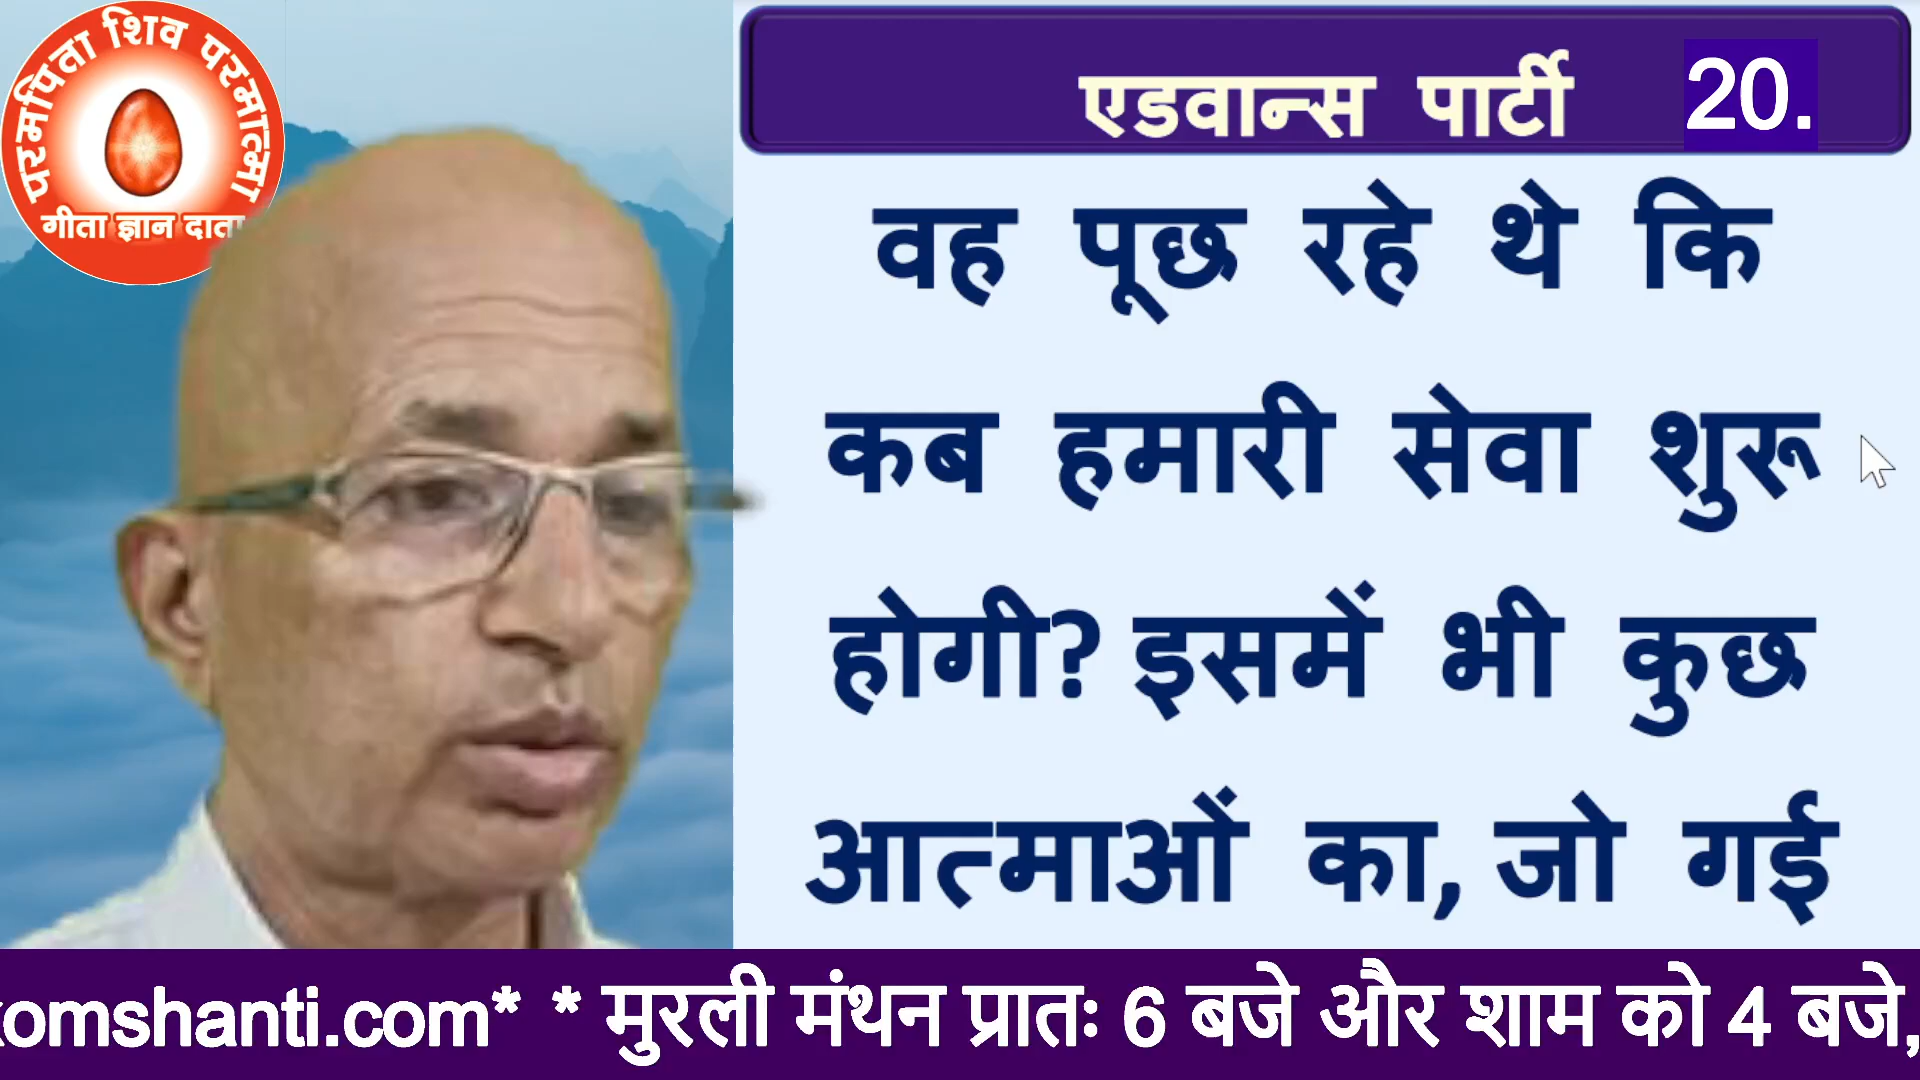 परमपिता शिव परमात्मा
गीता ज्ञान दाता
एडवान्स पार्टी 20.
वह पूछ रहे थे कि
कब हमारी सेवा शुरू
होगी? इसमें भी कुछ
आत्माओं का, जो गई
komshanti.com* * मुरली मंथन प्रातः 6 बजे और शाम को 4 बजे,